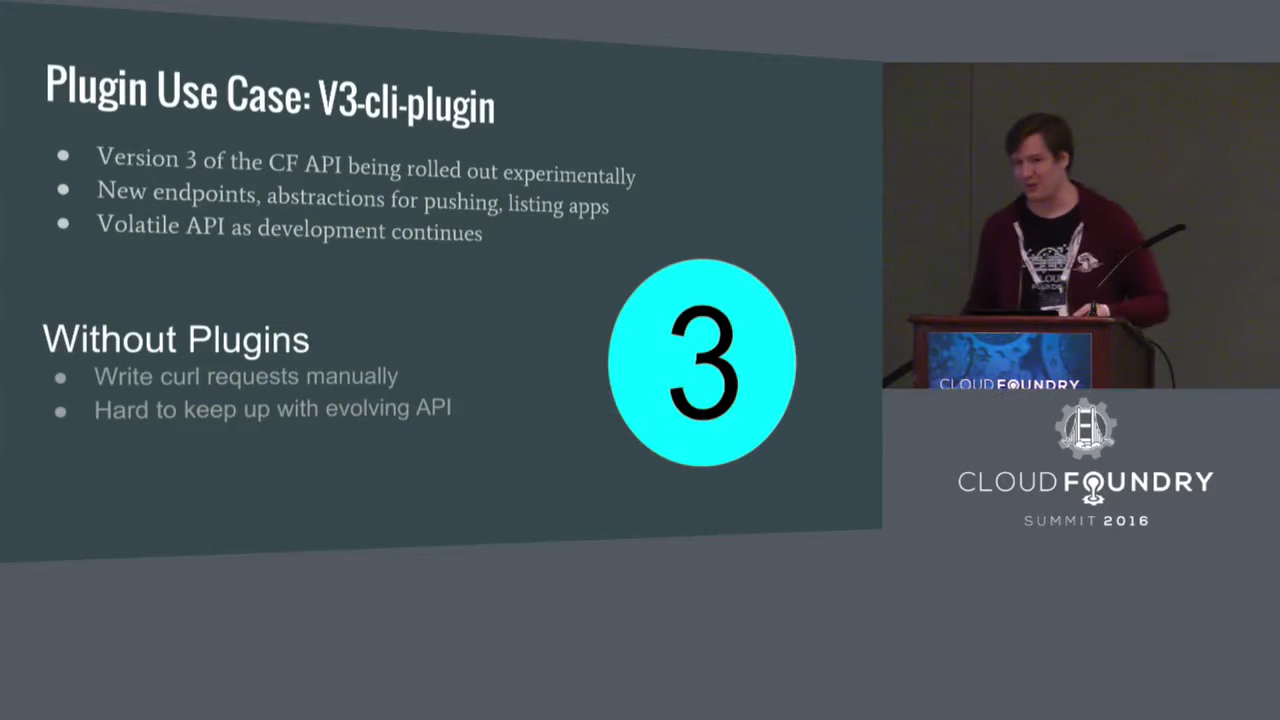 Plugin Use Case: V3-cli-plugin
● Version 3 of the CF API being rolled out experimentally
● New endpoints, abstractions for pushing, listing apps
● Volatile API as development continues
Without Plugins
● Write curl requests manually
● Hard to keep up with evolving API
3
CLOUD FOUNDRY
CLOUD FOUNDRY
SUMMIT 2016